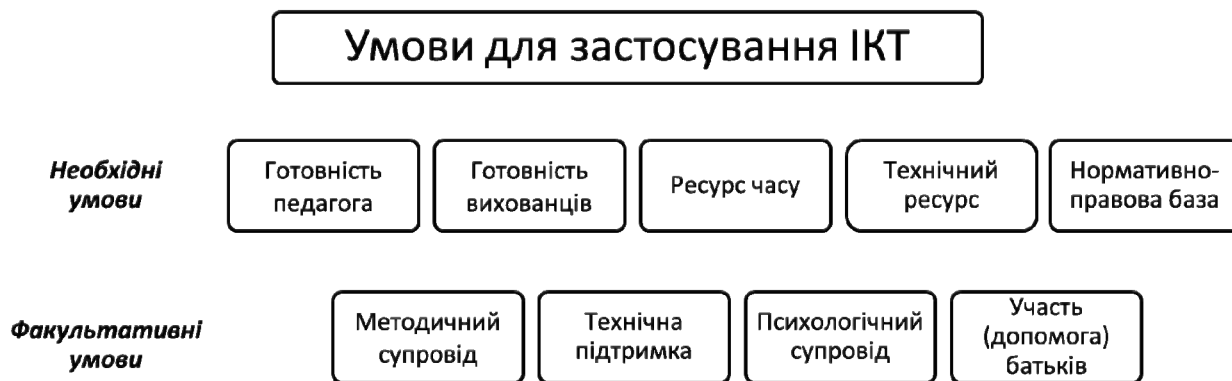 Умови для застосування ІКТ
Необхідні
умови
Готовність
педагога
Готовність
вихованців
Ресурс часу
Технічний
ресурс
Нормативно-
правова база
Факультативні
умови
Методичний
супровід
Технічна
підтримка
Психологічний
супровід
Участь
(допомога)
батьків